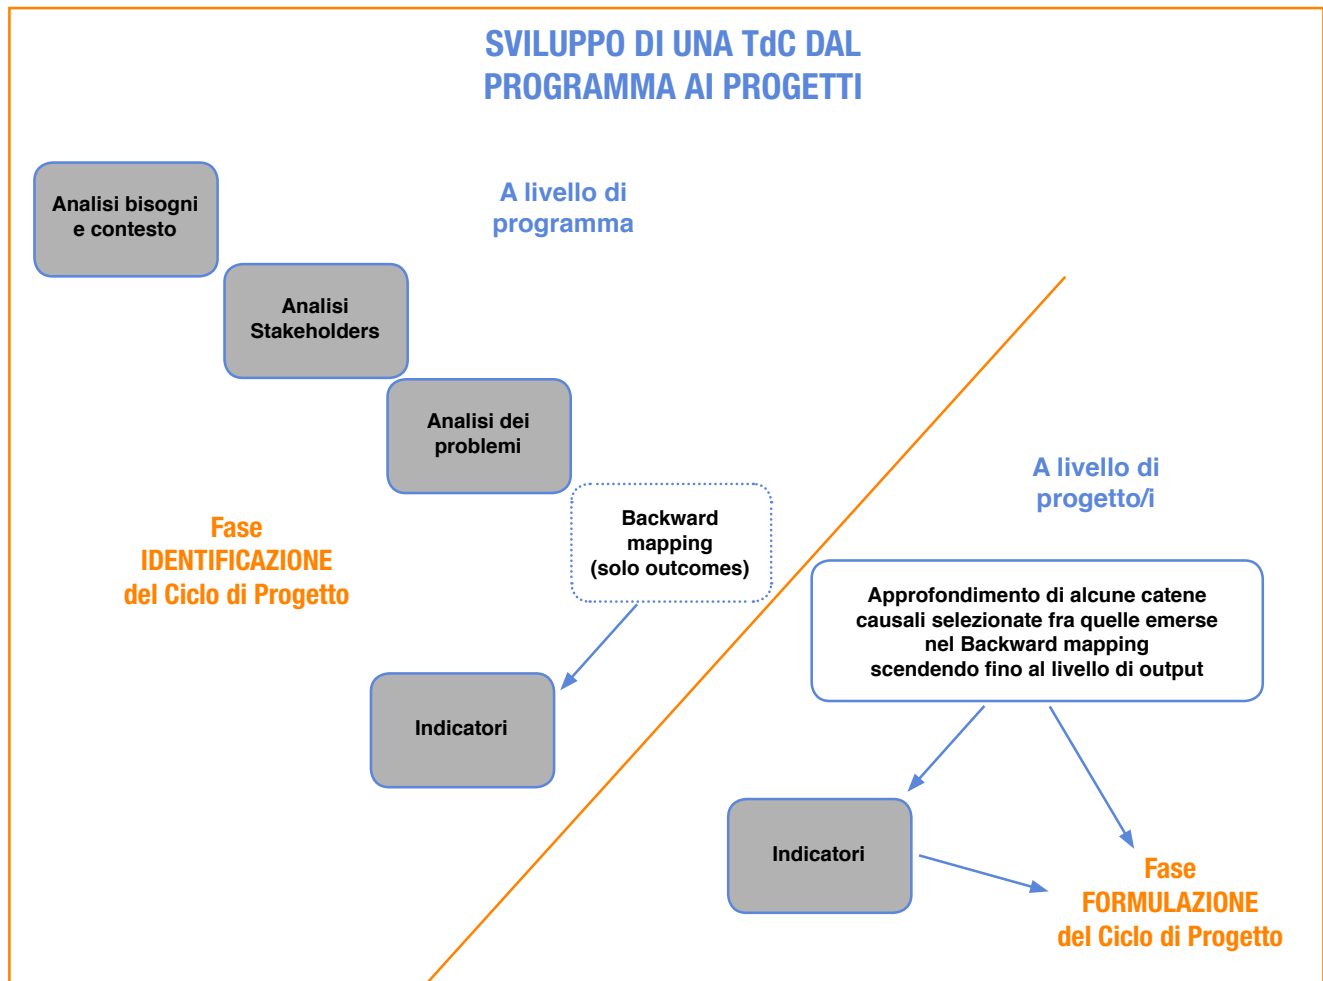 SVILUPPO DI UNA TdC DAL
PROGRAMMA AI PROGETTI
Analisi bisogni
e contesto
A livello di
programma
Analisi
Stakeholders
Analisi dei
problemi
A livello di
progetto/i
Fase
IDENTIFICAZIONE
del Ciclo di Progetto
Backward
mapping
(solo outcomes)
Approfondimento di alcune catene
causali selezionate fra quelle emerse
nel Backward mapping
scendendo fino al livello di output
Indicatori
Indicatori
Fase
FORMULAZIONE
del Ciclo di Progetto